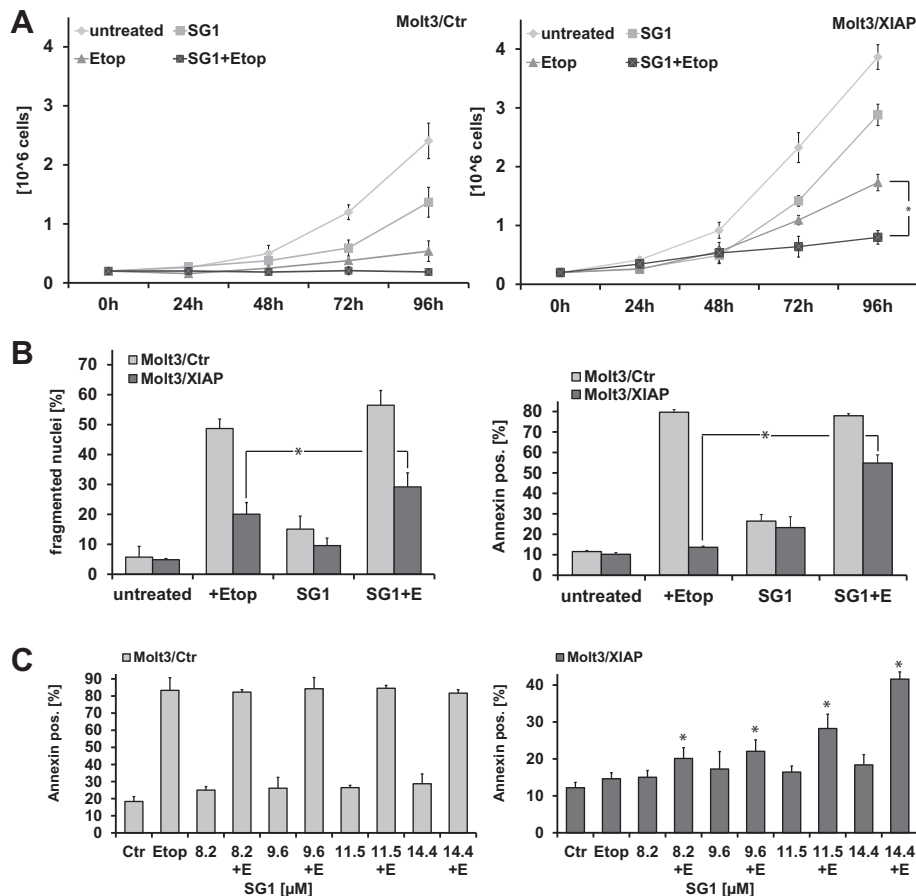 A
Molt3/Ctr
untreated SG1
Etop SG1+Etop
[10^6 cells]
4
3
2
1
0
0h 24h 48h 72h 96h
Molt3/XIAP
untreated SG1
Etop SG1+Etop
[10^6 cells]
4
3
2
1
0
*
0h 24h 48h 72h 96h
B
Molt3/Ctr
Molt3/XIAP
fragmented nuclei [%]
70
60
50
40
30
20
10
0
*
untreated +Etop SG1 SG1+E
Molt3/Ctr
Molt3/XIAP
Annexin pos. [%]
80
70
60
50
40
30
20
10
0
*
untreated +Etop SG1 SG1+E
C
Molt3/Ctr
Annexin pos. [%]
90
80
70
60
50
40
30
20
10
0
Ctr Etop 8.2 8.2 9.6 9.6 11.5 11.5 14.4 14.4
+E +E +E +E
SG1 [µM]
Molt3/XIAP
Annexin pos. [%]
40
30
20
10
0
* * * *
Ctr Etop 8.2 8.2 9.6 9.6 11.5 11.5 14.4 14.4
+E +E +E +E
SG1 [µM]